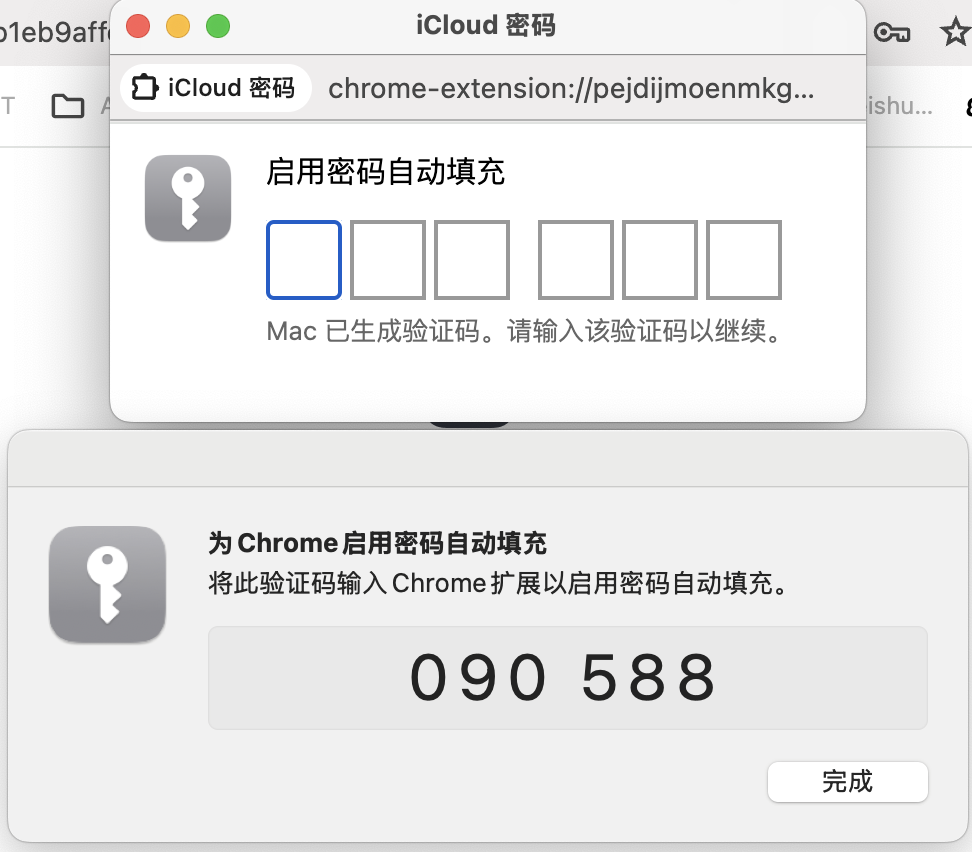 iCloud 密码
iCloud 密码 chrome-extension://pejdijmoenmkg...
启用密码自动填充
Mac 已生成验证码。请输入该验证码以继续。
为 Chrome 启用密码自动填充
将此验证码输入 Chrome 扩展以启用密码自动填充。
090 588
完成